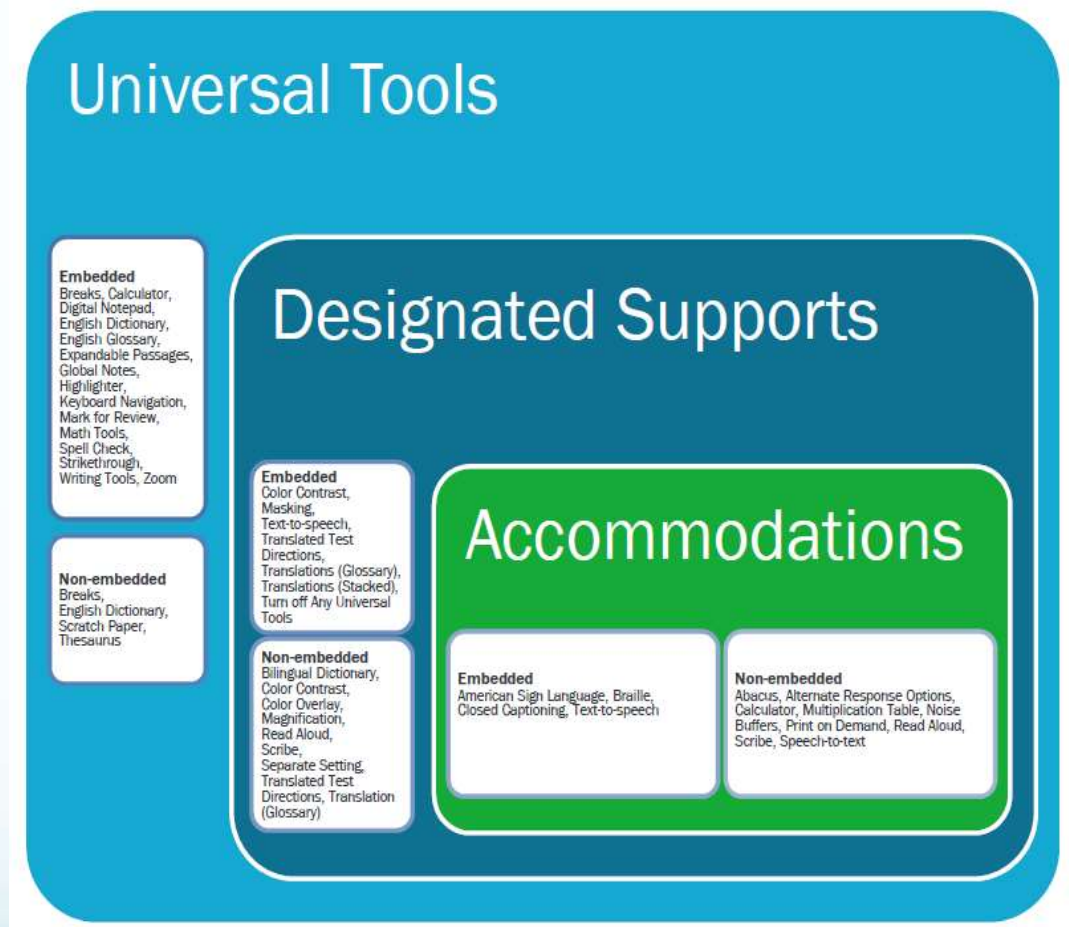 Universal Tools
Embedded
Breaks, Calculator,
Digital Notepad,
English Dictionary,
English Glossary,
Expandable Passages,
Global Notes,
Highlighter,
Keyboard Navigation,
Mark for Review,
Math Tools,
Spell Check,
Strikethrough,
Writing Tools, Zoom
Non-embedded
Breaks,
English Dictionary,
Scratch Paper,
Thesaurus
Designated Supports
Embedded
Color Contrast,
Masking,
Text-to-speech,
Translated Test
Directions,
Translations (Glossary),
Translations (Stacked),
Turn off Any Universal
Tools
Non-embedded
Bilingual Dictionary,
Color Contrast,
Color Overlay,
Magnification,
Read Aloud,
Scribe,
Separate Setting,
Translated Test
Directions, Translation
(Glossary)
Accommodations
Embedded
American Sign Language, Braille,
Closed Captioning, Text-to-speech
Non-embedded
Abacus, Alternate Response Options,
Calculator, Multiplication Table, Noise
Buffers, Print on Demand, Read Aloud,
Scribe, Speech-to-text